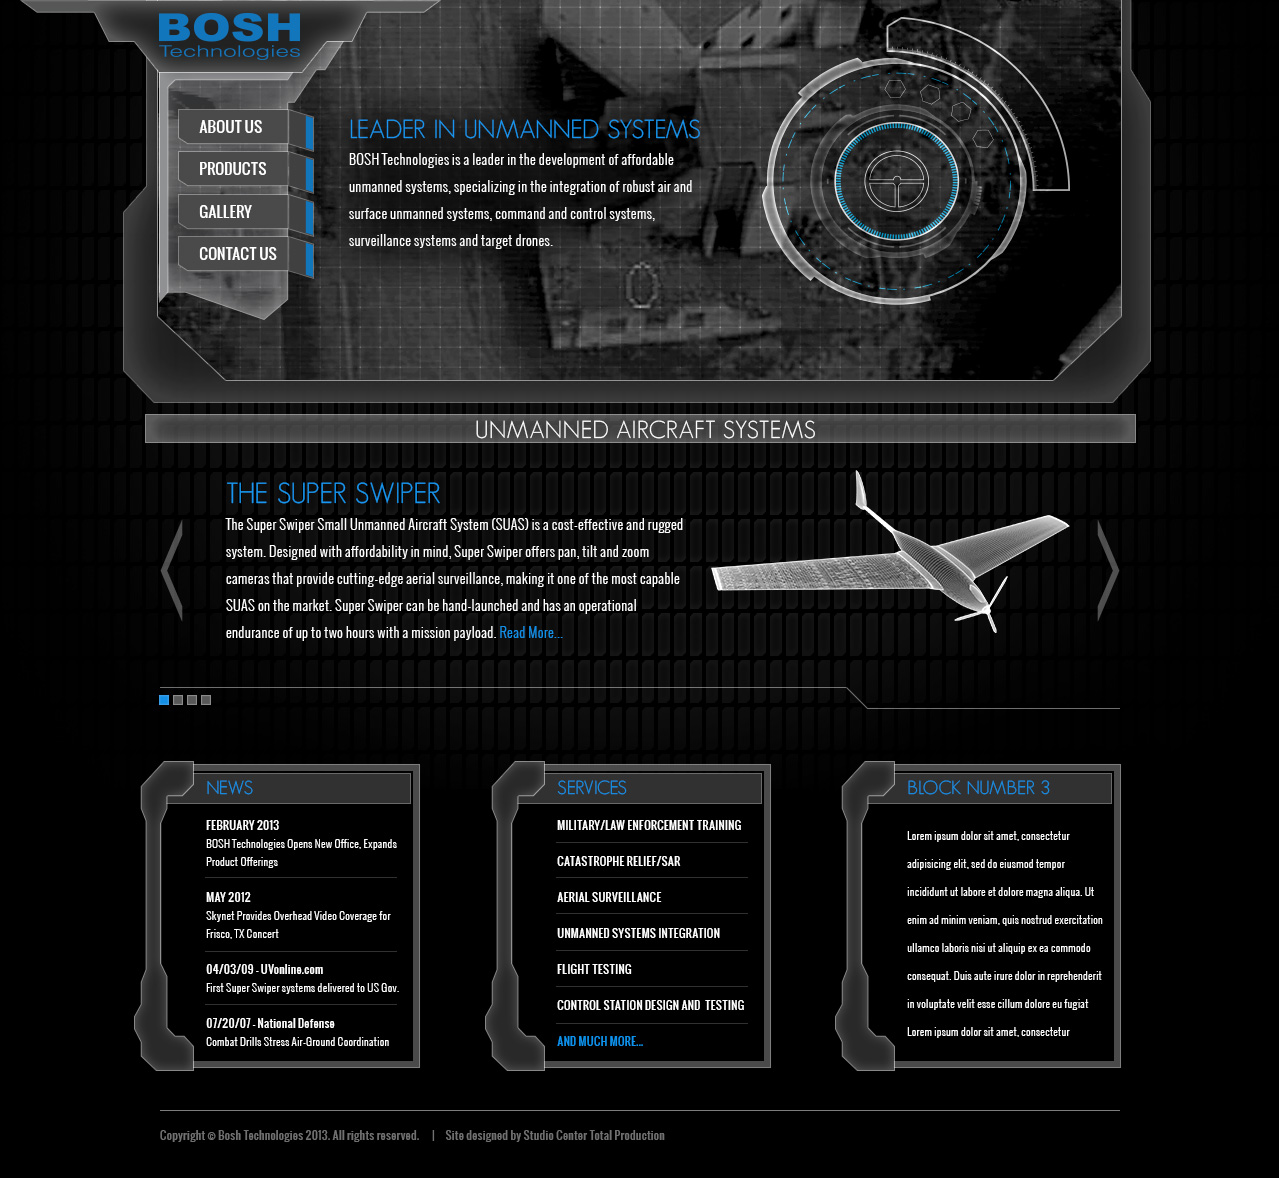 BOSH
Technologies
ABOUT US
PRODUCTS
GALLERY
CONTACT US
LEADER IN UNMANNED SYSTEMS
BOSH Technologies is a leader in the development of affordable
unmanned systems, specializing in the integration of robust air and
surface unmanned systems, command and control systems,
surveillance systems and target drones.
UNMANNED AIRCRAFT SYSTEMS
THE SUPER SWIPER
The Super Swiper Small Unmanned Aircraft System (SUAS) is a cost-effective and rugged
system. Designed with affordability in mind, Super Swiper offers pan, tilt and zoom
cameras that provide cutting-edge aerial surveillance, making it one of the most capable
SUAS on the market. Super Swiper can be hand-launched and has an operational
endurance of up to two hours with a mission payload. Read More...
NEWS
FEBRUARY 2013
BOSH Technologies Opens New Office, Expands
Product Offerings
MAY 2012
Skynet Provides Overhead Video Coverage for
Frisco, TX Concert
04/03/09 - UVonline.com
First Super Swiper systems delivered to US Gov.
07/20/07 - National Defense
Combat Drills Stress Air-Ground Coordination
SERVICES
MILITARY/LAW ENFORCEMENT TRAINING
CATASTROPHE RELIEF/SAR
AERIAL SURVEILLANCE
UNMANNED SYSTEMS INTEGRATION
FLIGHT TESTING
CONTROL STATION DESIGN AND TESTING
AND MUCH MORE...
BLOCK NUMBER 3
Lorem ipsum dolor sit amet, consectetur
adipisicing elit, sed do eiusmod tempor
incididunt ut labore et dolore magna aliqua. Ut
enim ad minim veniam, quis nostrud exercitation
ullamco laboris nisi ut aliquip ex ea commodo
consequat. Duis aute irure dolor in reprehenderit
in voluptate velit esse cillum dolore eu fugiat
Lorem ipsum dolor sit amet, consectetur
Copyright © Bosh Technologies 2013. All rights reserved. | Site designed by Studio Center Total Production